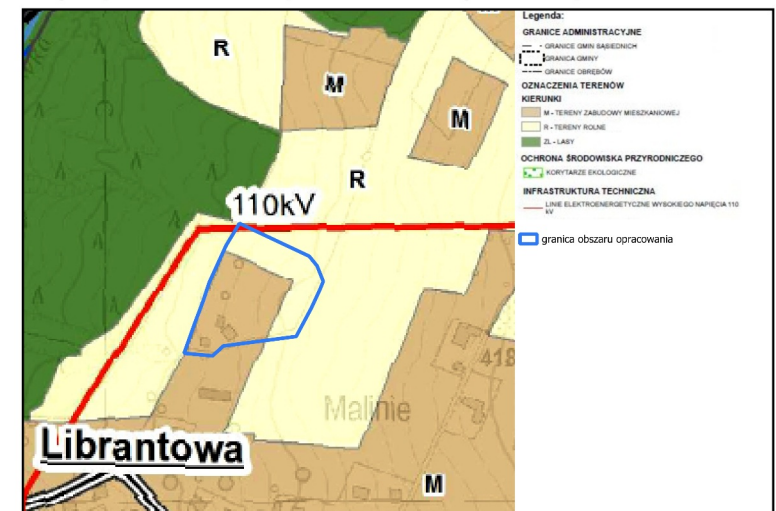 R
M
M
R
110kV
418
Malinie
Librantowa
M
Legenda:
GRANICE ADMINISTRACYJNE
GRANICE GMIN SĄSIEDNICH
GRANICA GMINY
GRANICE OBRĘBÓW
OZNACZENIA TERENÓW
KIERUNKI
M - TERENY ZABUDOWY MIESZKANIOWEJ
R - TERENY ROLNE
ZL - LASY
OCHRONA ŚRODOWISKA PRZYRODNICZEGO
KORYTARZE EKOLOGICZNE
INFRASTRUKTURA TECHNICZNA
LINIE ELEKTROENERGETYCZNE WYSOKIEGO NAPIĘCIA 110
kV
granica obszaru opracowania